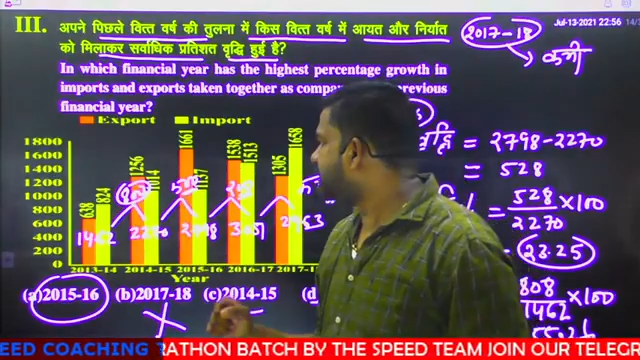 III. अपने पिछले वित्त वर्ष की तुलना में किस वित्त वर्ष में आयत और निर्यात
को मिलाकर सर्वाधिक प्रतिशत वृद्धि हुई है?
In which financial year has the highest percentage growth in
imports and exports taken together as previous
financial year?
Jul-13-2021 22:56
2017-18
कमी
Export Import
1800
1600
1400
1200
1000
800
600
400
200
0
638 824 1256 1014 1661 1137 1538 1513 1305 1658
1462 2270 2798 3051
2013-14 2014-15 2015-16 2016-17 2017-1
Year
= 2798-2270
= 528
= 528 ×100
2270
23.25
808 ×100
1462
(a)2015-16 (b)2017-18 (c)2014-15 (d)
EED COACHING RATHON BATCH BY THE SPEED TEAM JOIN OUR TELEGR